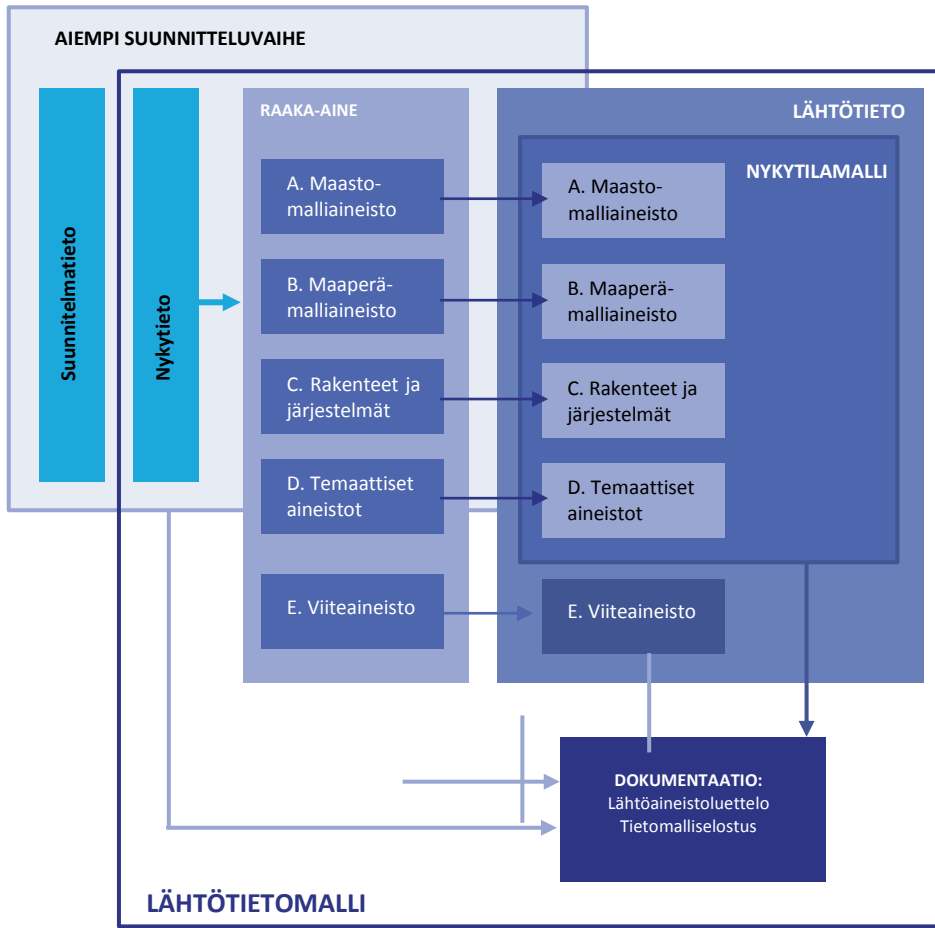 AIEMPI SUUNNITTELUVAIHE
Suunnitelmatieto
Nykytieto
RAAKA-AINE
A. Maasto-
malliaineisto
B. Maaperä-
malliaineisto
C. Rakenteet ja
järjestelmät
D. Temaattiset
aineistot
E. Viiteaineisto
LÄHTÖTIETO
NYKYTILAMALLI
A. Maasto-
malliaineisto
B. Maaperä-
malliaineisto
C. Rakenteet ja
järjestelmät
D. Temaattiset
aineistot
E. Viiteaineisto
DOKUMENTAATIO:
Lähtöaineistoluettelo
Tietomalliselostus
LÄHTÖTIETOMALLI